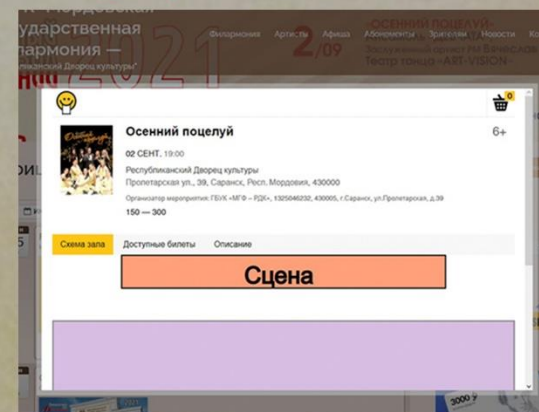 ударственная
Филармония Артисты Афиша Абонементы Зрителям Новости
«ОСЕННИЙ ПОЦЕЛУЙ»
2/09
Театр танца «ART-VISION»
2021
0
Осенний поцелуй
6+
02 СЕНТ. 19:00
Республиканский Дворец культуры
Пролетарская ул., 39, Саранск, Респ. Мордовия, 430000
Организатор мероприятия: ГБУК «МГФ – РДК», 1325046232, 430005, г.Саранск, ул.Пролетарская, д.39
150 — 300
Схема зала Доступные билеты Описание
Сцена
3000